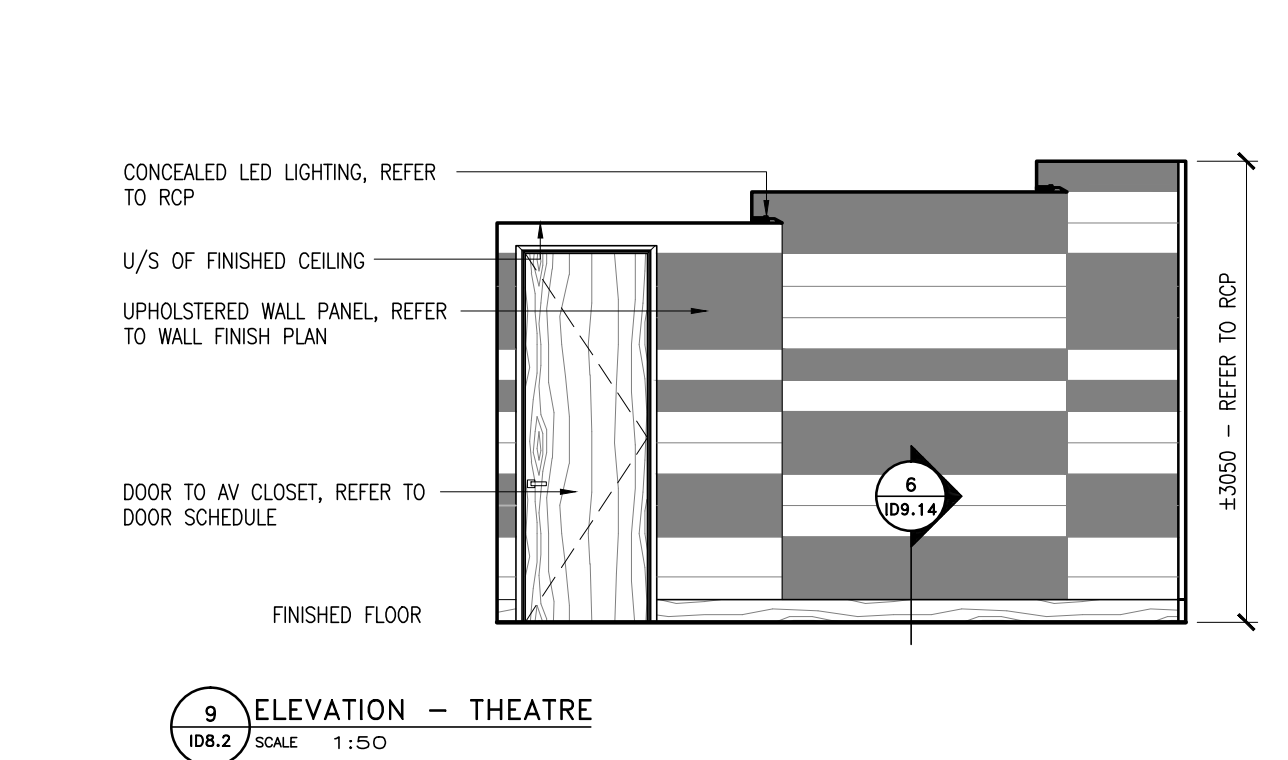 CONCEALED LED LIGHTING, REFER
TO RCP
U/S OF FINISHED CEILING
UPHOLSTERED WALL PANEL, REFER
TO WALL FINISH PLAN
DOOR TO AV CLOSET, REFER TO
DOOR SCHEDULE
FINISHED FLOOR
6
ID9.14
±3050 – REFER TO RCP
9
ID8.2
ELEVATION – THEATRE
SCALE 1:50